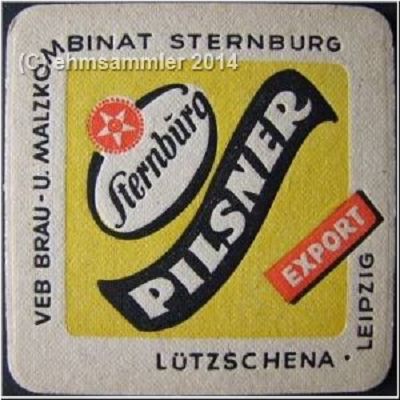 VEB BRAU- U. MALZKOMBINAT STERNBURG
(C) ehmsammler 2014
Sternburg
PILSNER
EXPORT
LÜTZSCHENA · LEIPZIG